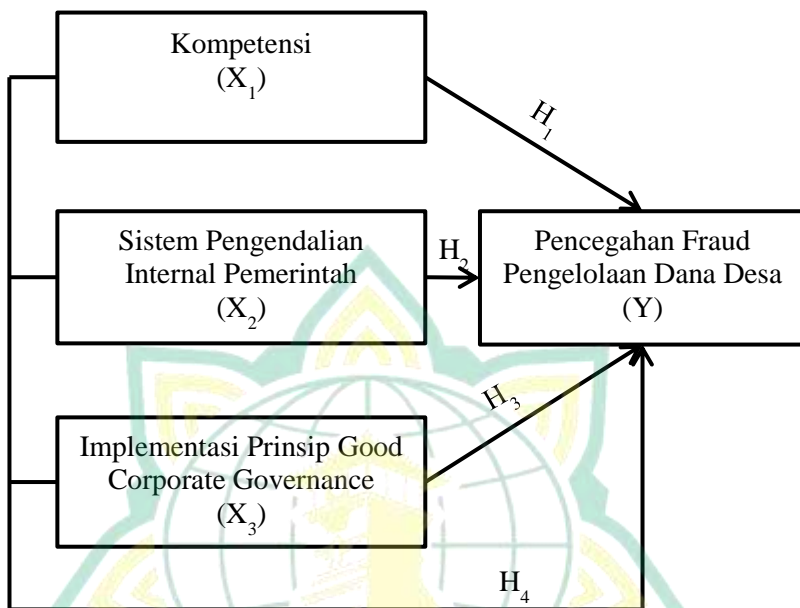 Kompetensi
(X₁)
H₁
Sistem Pengendalian
Internal Pemerintah
(X₂)
H₂
Pencegahan Fraud
Pengelolaan Dana Desa
(Y)
Implementasi Prinsip Good
Corporate Governance
(X₃)
H₃
H₄